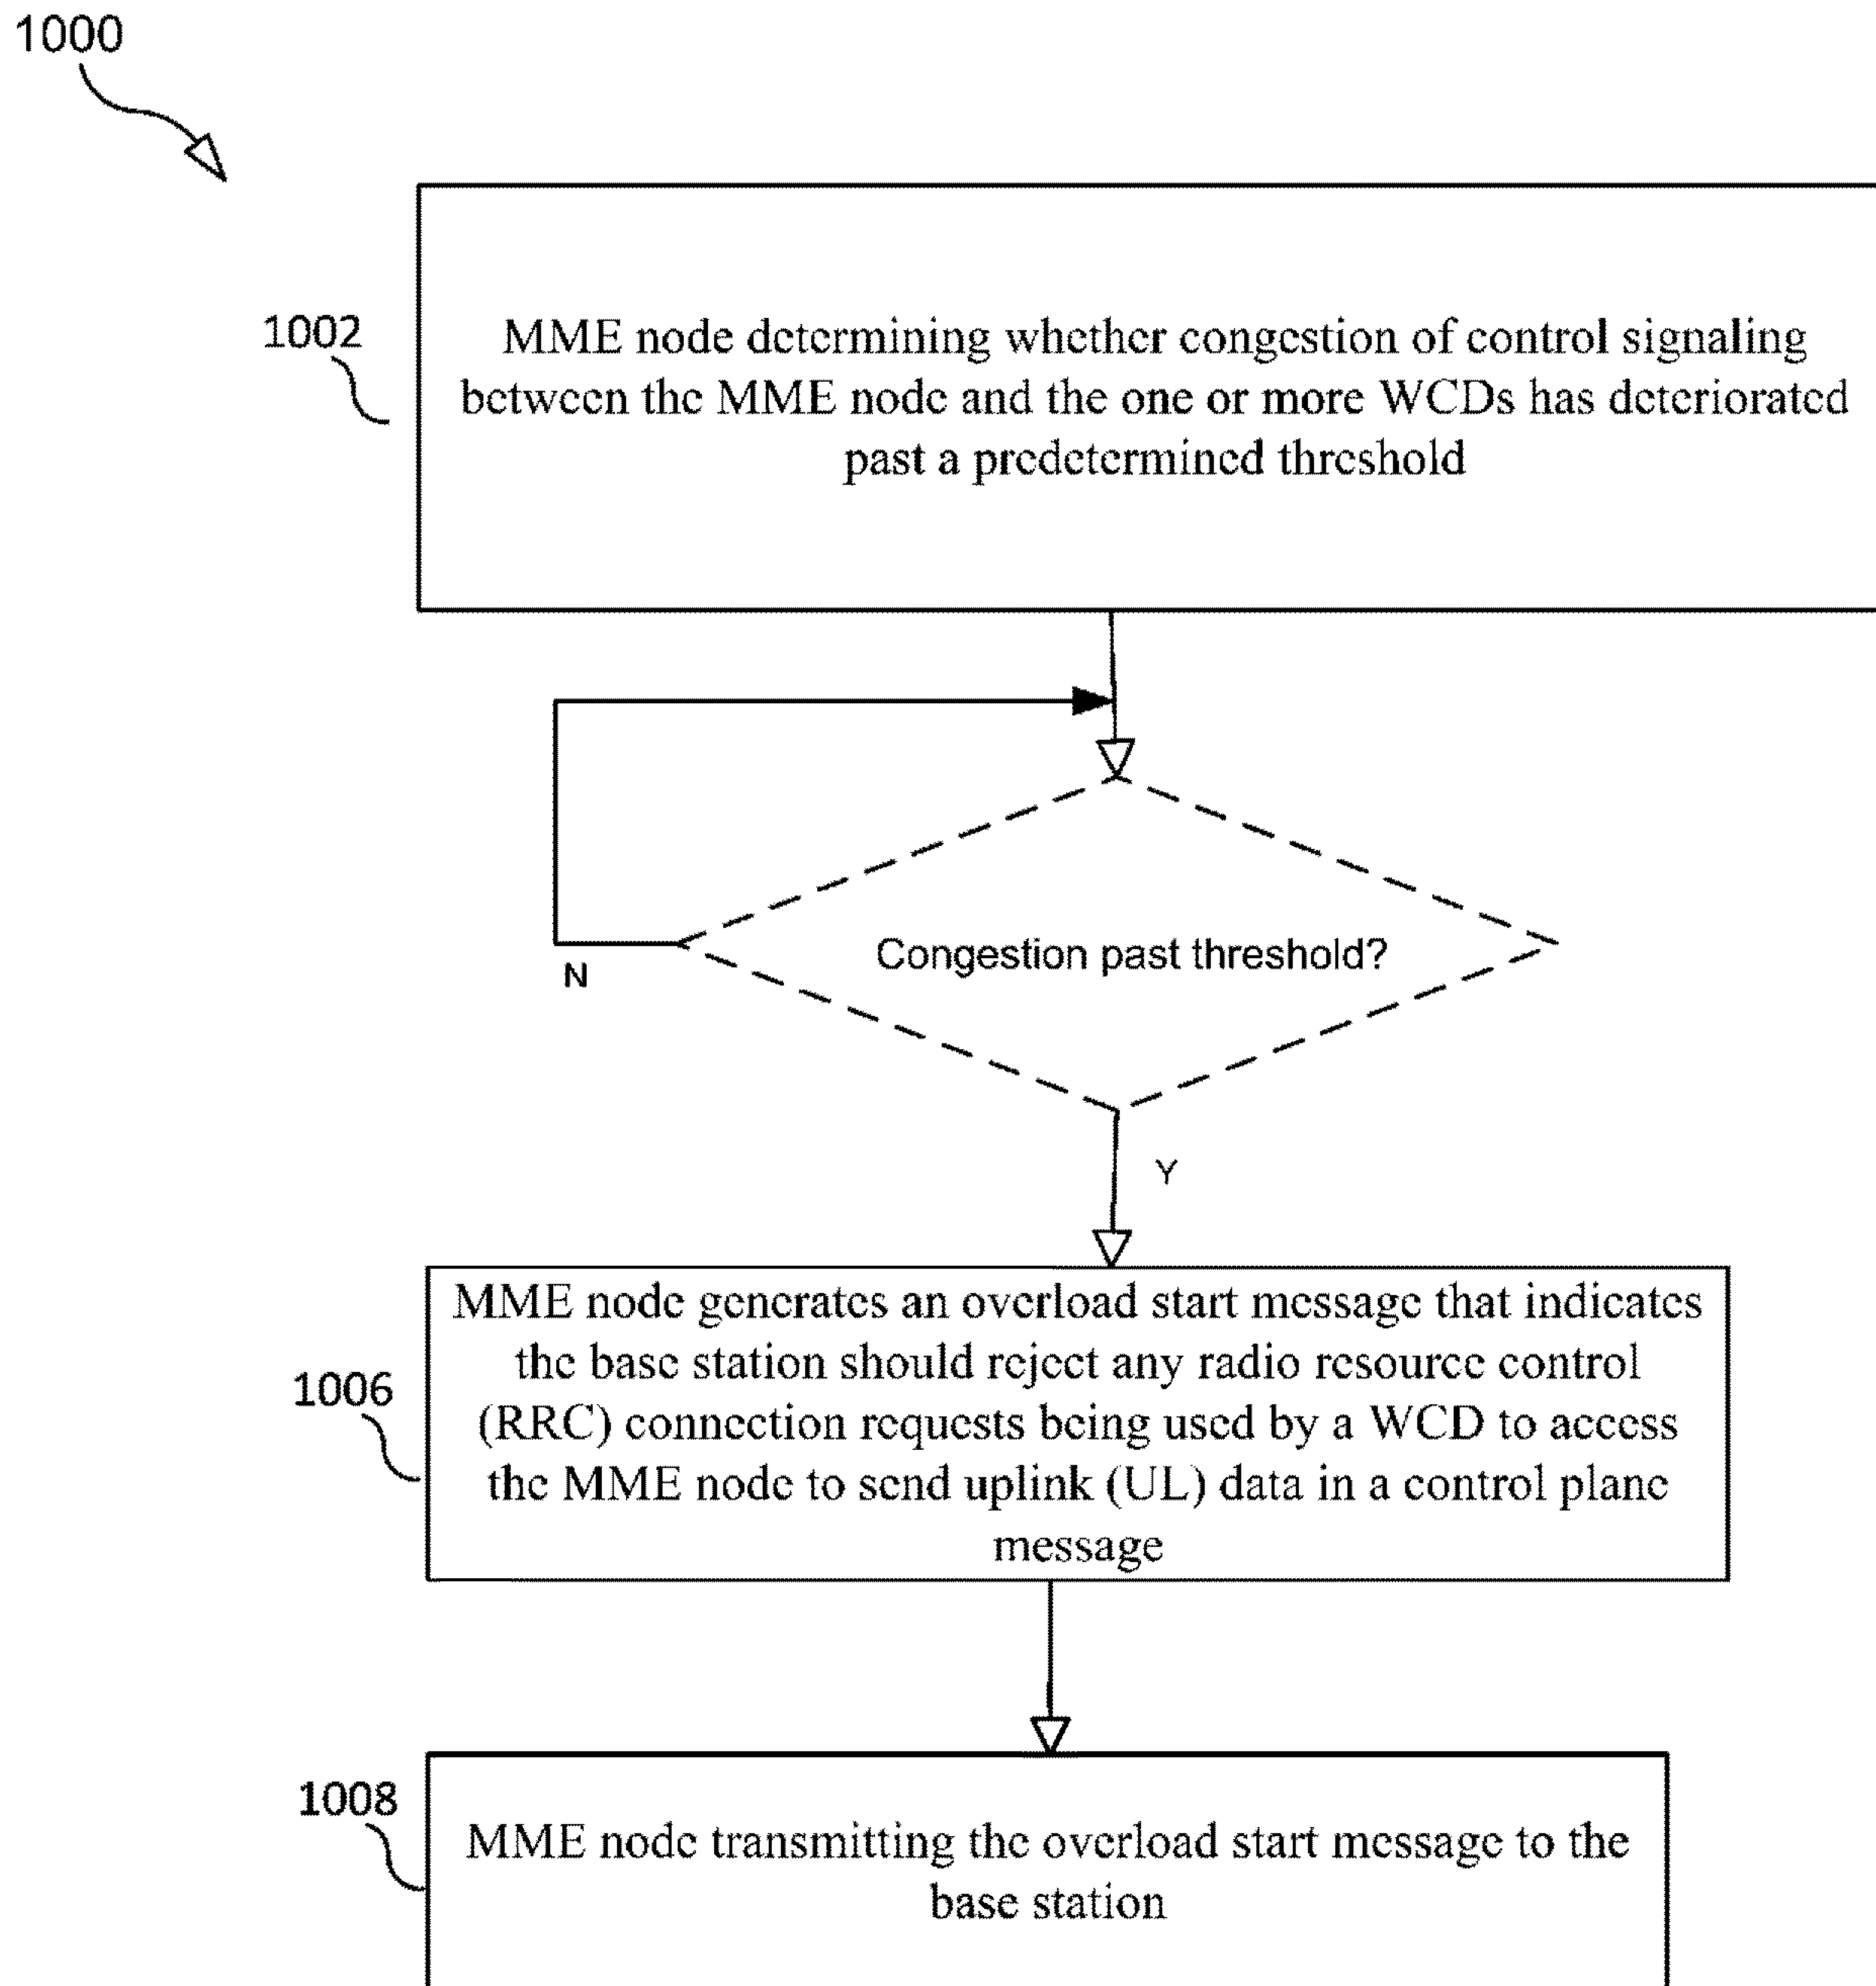 1000
1002
MME node determining whether congestion of control signaling
between the MME node and the one or more WCDs has deteriorated
past a predetermined threshold
Congestion past threshold?
N
Y
1006
MME node generates an overload start message that indicates
the base station should reject any radio resource control
(RRC) connection requests being used by a WCD to access
the MME node to send uplink (UL) data in a control plane
message
1008
MME node transmitting the overload start message to the
base station